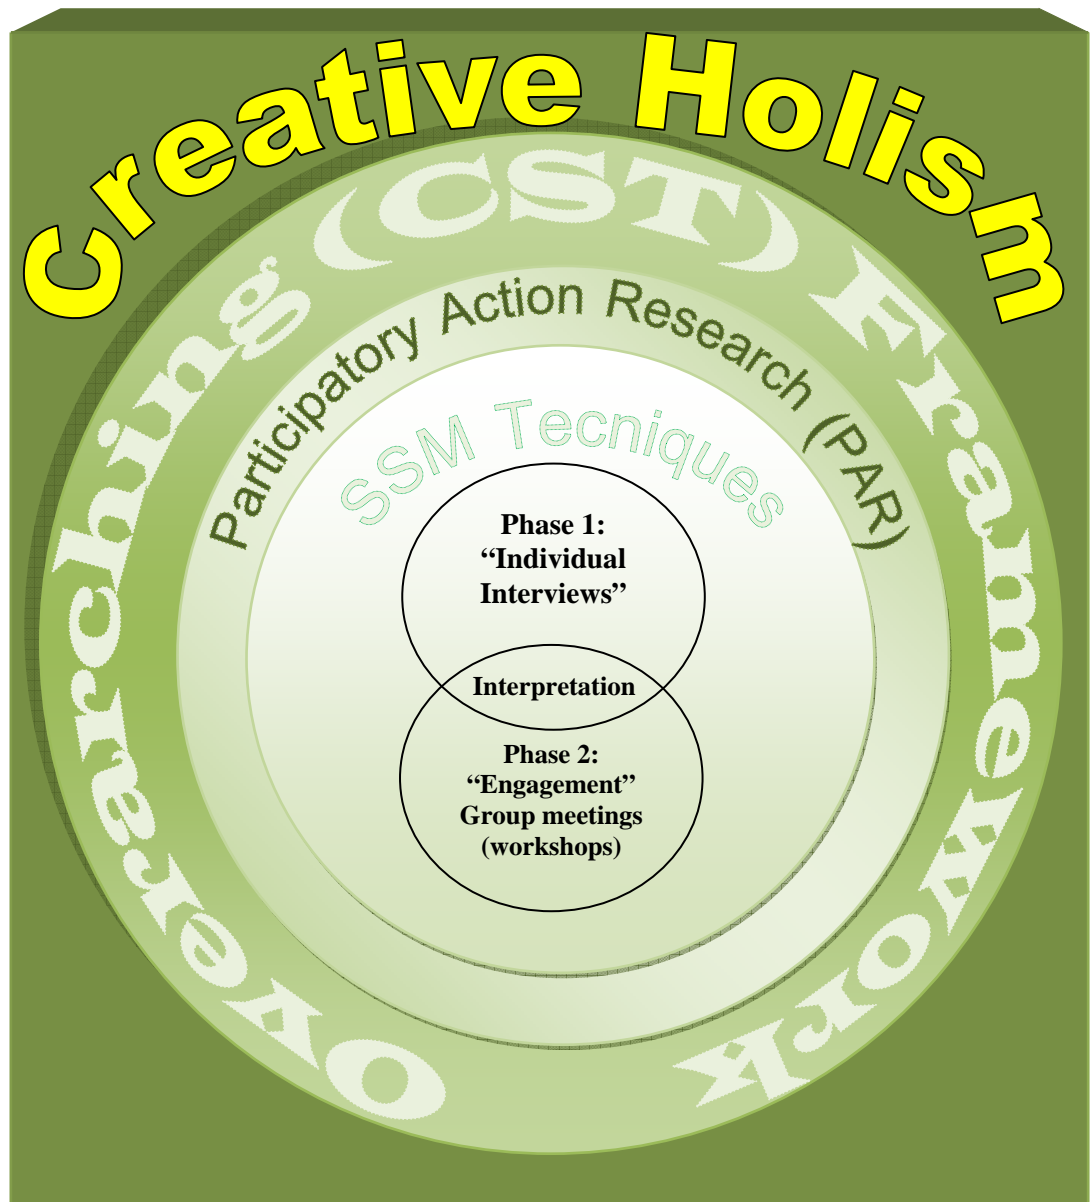 Creative Holism
Overarching (CST) FrameWork
Participatory Action Research (PAR)
SSM Tecniques
Phase 1:
“Individual
Interviews”
Interpretation
Phase 2:
“Engagement”
Group meetings
(workshops)